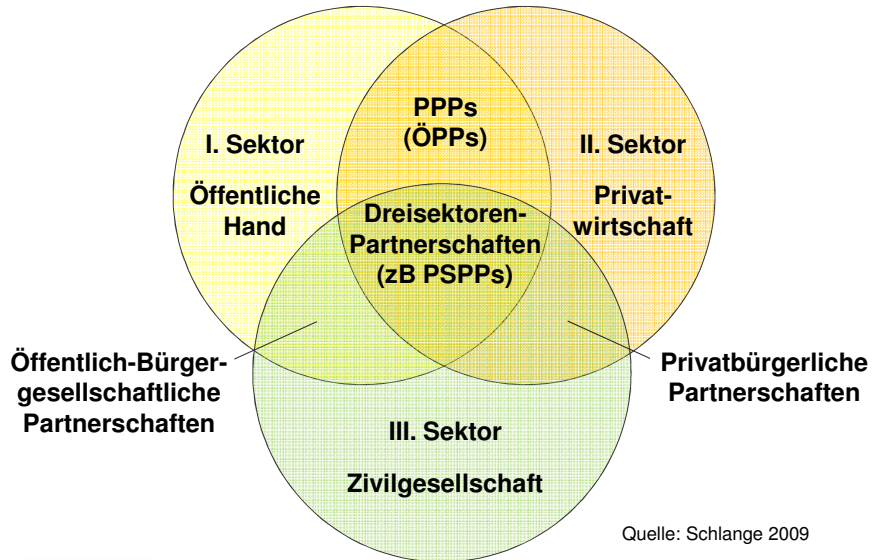 PPPs
(ÖPPs)
I. Sektor
Öffentliche
Hand
II. Sektor
Privat-
wirtschaft
Dreisektoren-
Partnerschaften
(zB PSPPs)
Öffentlich-Bürger-
gesellschaftliche
Partnerschaften
Privatbürgerliche
Partnerschaften
III. Sektor
Zivilgesellschaft
Quelle: Schlange 2009